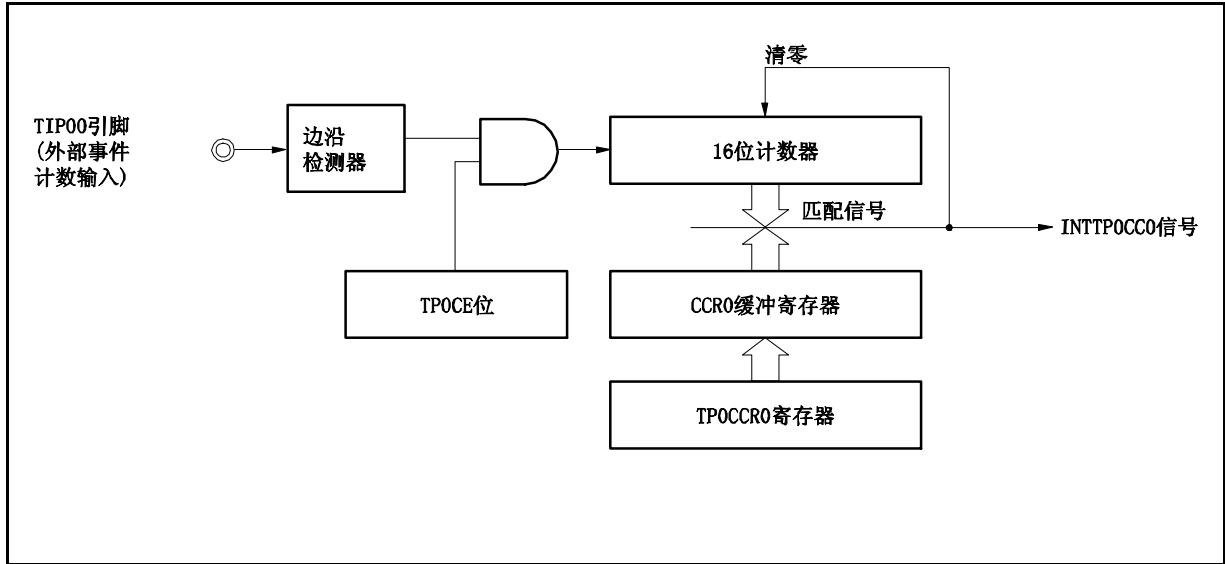 清零
TIP00引脚
(外部事件
计数输入)
边沿
检测器
16位计数器
匹配信号
INTTP0CC0信号
TP0CE位
CCR0缓冲寄存器
TP0CCR0寄存器